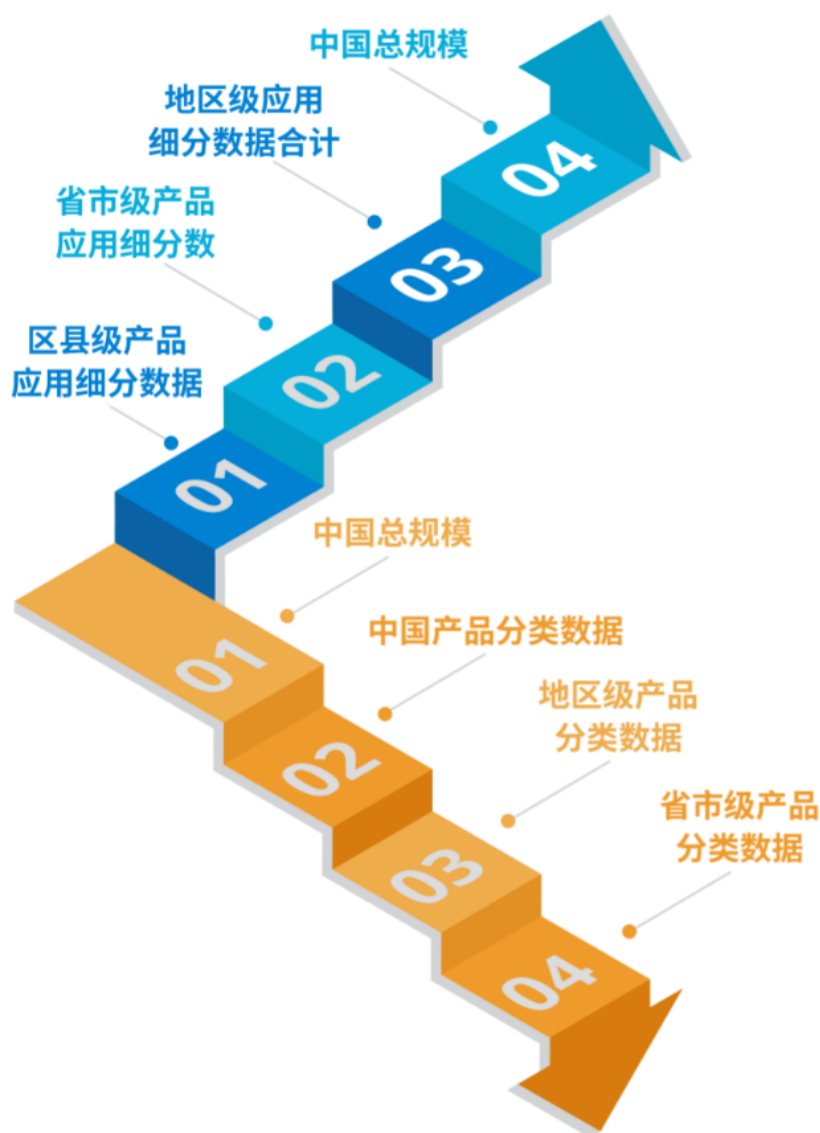 中国总规模
地区级应用
细分数据合计
省市级产品
应用细分数
区县级产品
应用细分数据
04
03
02
01
中国总规模
中国产品分类数据
地区级产品
分类数据
省市级产品
分类数据
01
02
03
04